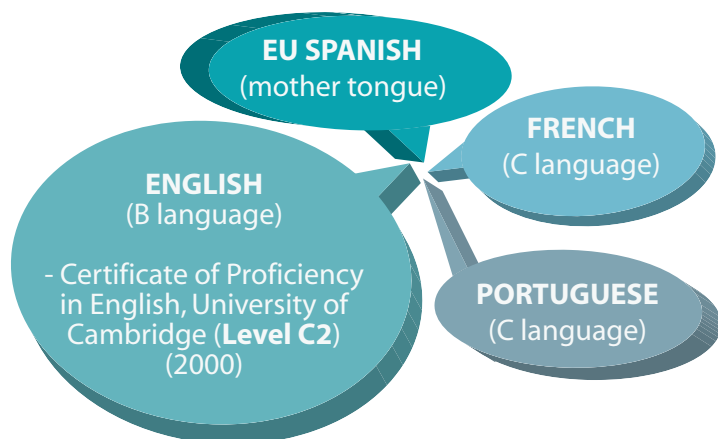 EU SPANISH
(mother tongue)
FRENCH
(C language)
ENGLISH
(B language)
- Certificate of Proficiency
in English, University of
Cambridge (Level C2)
(2000)
PORTUGUESE
(C language)